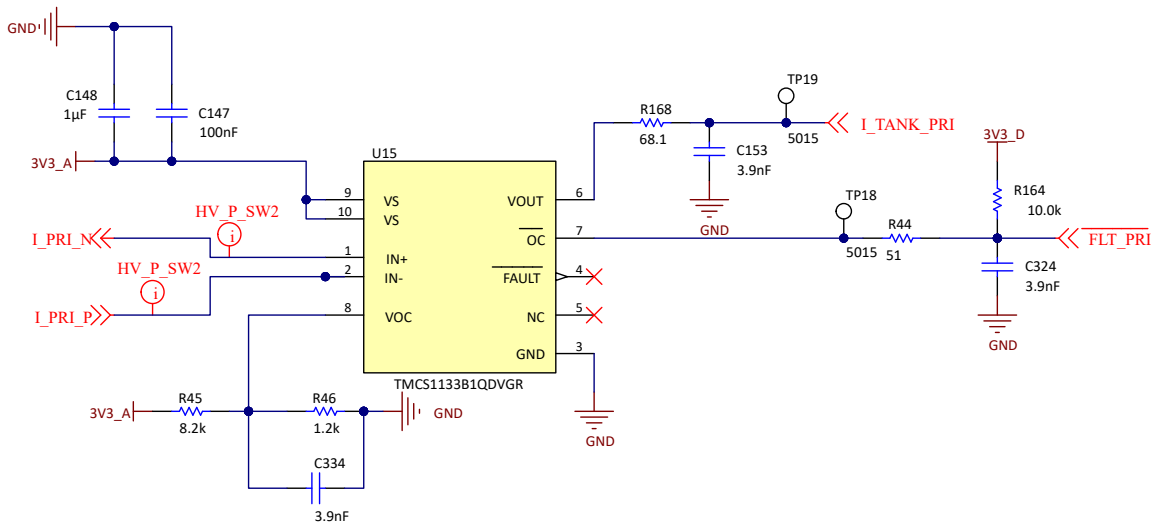 GND
C148
1µF
C147
100nF
3V3_A
HV_P_SW2
I_PRI_N
HV_P_SW2
I_PRI_P
U15
9 VS
10 VS
1 IN+
2 IN-
8 VOC
VOUT 6
OC 7
FAULT 4
NC 5
GND 3
TMCS1133B1QDVGR
R168
68.1
C153
3.9nF
GND
TP19
5015
I_TANK_PRI
3V3_D
R164
10.0k
TP18
5015
R44
51
FLT_PRI
C324
3.9nF
GND
GND
3V3_A
R45
8.2k
R46
1.2k
GND
C334
3.9nF